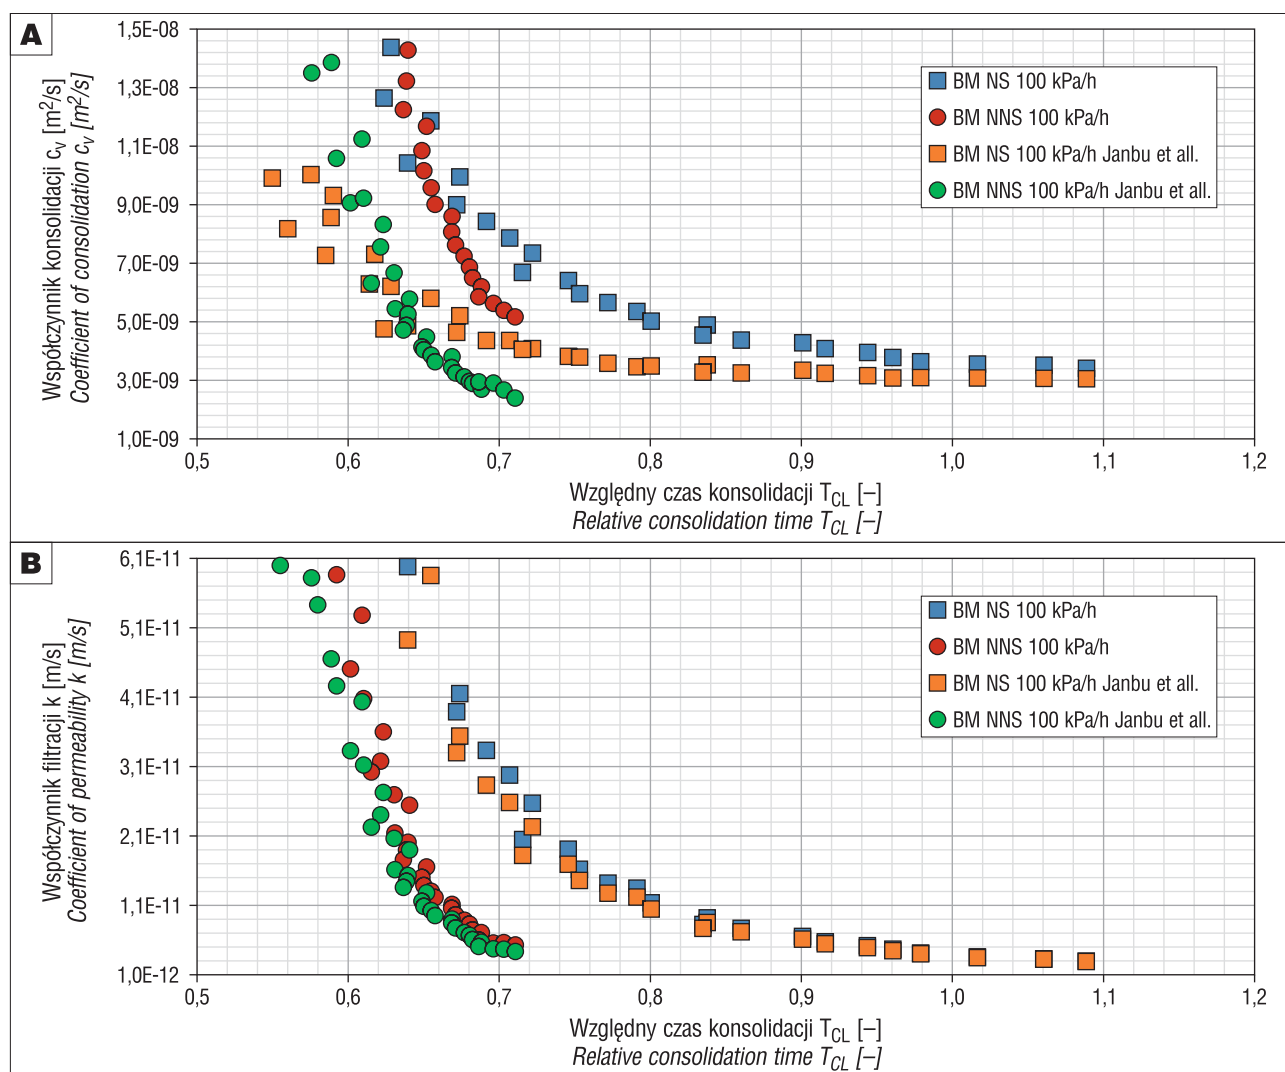 A
Współczynnik konsolidacji cᵥ [m²/s]
Coefficient of consolidation cᵥ [m²/s]
1,5E-08
1,3E-08
1,1E-08
9,0E-09
7,0E-09
5,0E-09
3,0E-09
1,0E-09
BM NS 100 kPa/h
BM NNS 100 kPa/h
BM NS 100 kPa/h Janbu et all.
BM NNS 100 kPa/h Janbu et all.
0,5 0,6 0,7 0,8 0,9 1,0 1,1 1,2
Względny czas konsolidacji T_CL [–]
Relative consolidation time T_CL [–]
B
Współczynnik filtracji k [m/s]
Coefficient of permeability k [m/s]
6,1E-11
5,1E-11
4,1E-11
3,1E-11
2,1E-11
1,1E-11
1,0E-12
BM NS 100 kPa/h
BM NNS 100 kPa/h
BM NS 100 kPa/h Janbu et all.
BM NNS 100 kPa/h Janbu et all.
0,5 0,6 0,7 0,8 0,9 1,0 1,1 1,2
Względny czas konsolidacji T_CL [–]
Relative consolidation time T_CL [–]